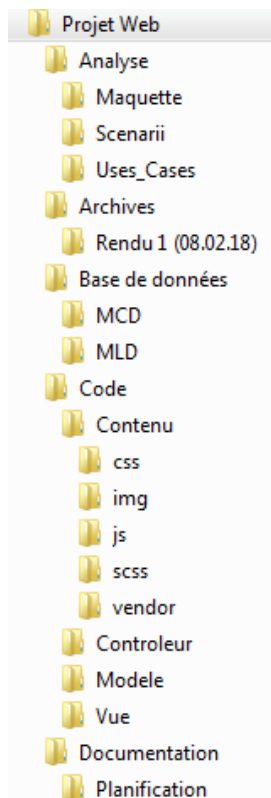 Projet Web
Analyse
Maquette
Scenarii
Uses_Cases
Archives
Rendu 1 (08.02.18)
Base de données
MCD
MLD
Code
Contenu
css
img
js
scss
vendor
Controleur
Modele
Vue
Documentation
Planification